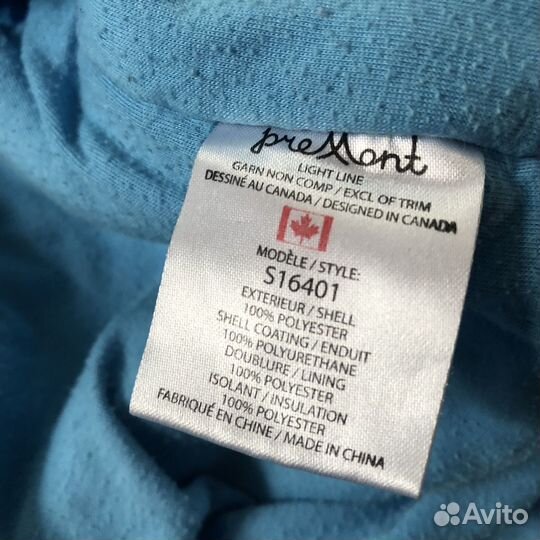 preMont
LIGHT LINE
GARN NON COMP / EXCL OF TRIM
DESSINÉ AU CANADA / DESIGNED IN CANADA
MODÈLE / STYLE:
S16401
EXTERIEUR / SHELL
100% POLYESTER
SHELL COATING / ENDUIT
100% POLYURETHANE
DOUBLURE / LINING
100% POLYESTER
ISOLANT / INSULATION
100% POLYESTER
FABRIQUÉ EN CHINE / MADE IN CHINA
Avito